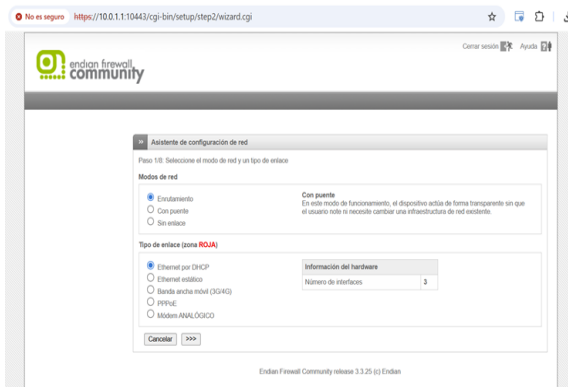 No es seguro https://10.0.1.1:10443/cgi-bin/setup/step2/wizard.cgi
Cerrar sesión Ayuda
endian firewall
community
>> Asistente de configuración de red
Paso 1/8: Seleccione el modo de red y un tipo de enlace
Modos de red
Enrutamiento
Con puente
Sin enlace
Con puente
En este modo de funcionamiento, el dispositivo actúa de forma transparente sin que
el usuario note ni necesite cambiar una infraestructura de red existente.
Tipo de enlace (zona ROJA)
Ethernet por DHCP
Ethernet estático
Banda ancha móvil (3G/4G)
PPPoE
Módem ANALÓGICO
Información del hardware
Número de interfaces 3
Cancelar >>>
Endian Firewall Community release 3.3.25 (c) Endian